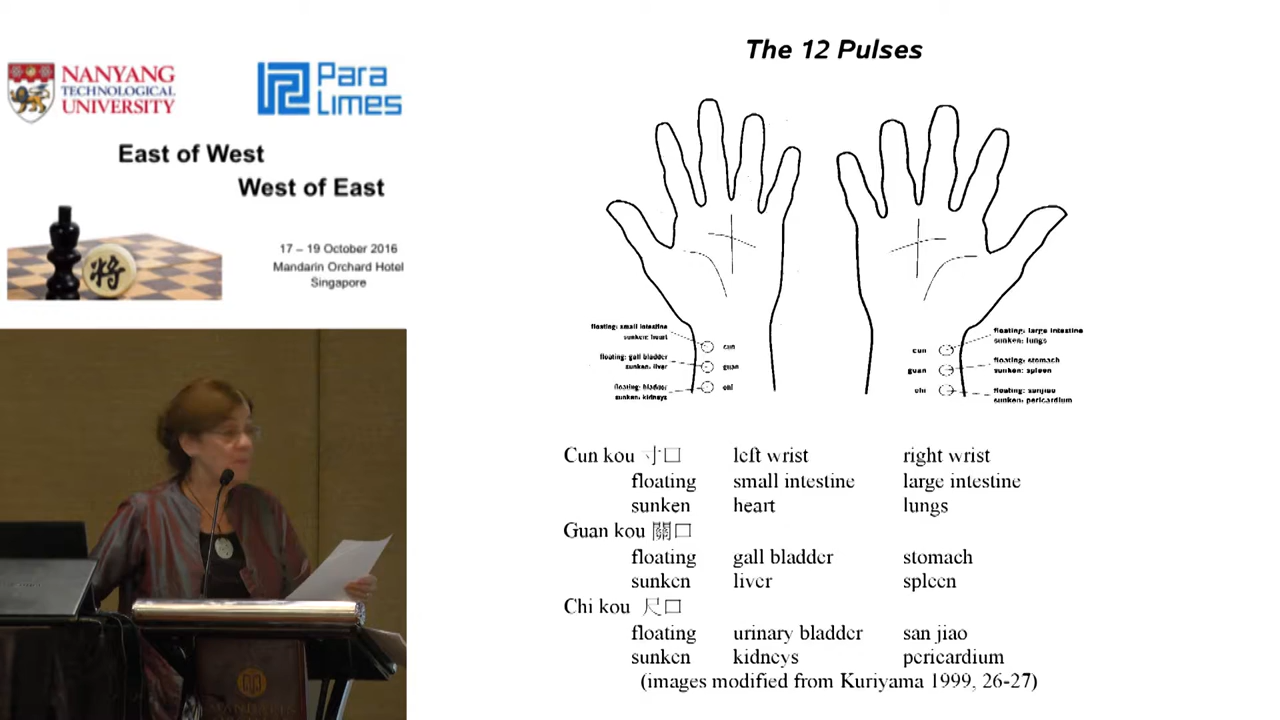 NANYANG
TECHNOLOGICAL
UNIVERSITY
Para
Limes
East of West
West of East
17 – 19 October 2016
Mandarin Orchard Hotel
Singapore
將
The 12 Pulses
floating: small intestine
sunken: heart
cun
floating: gall bladder
sunken, liver
guan
floating: bladder
sunken, kidneys
chi
floating: large intestine
sunken: lungs
cun
floating: stomach
sunken: spleen
guan
floating: sanjiao
sunken: pericardium
chi
Cun kou 寸口 left wrist right wrist
floating small intestine large intestine
sunken heart lungs
Guan kou 關口
floating gall bladder stomach
sunken liver spleen
Chi kou 尺口
floating urinary bladder san jiao
sunken kidneys pericardium
(images modified from Kuriyama 1999, 26-27)